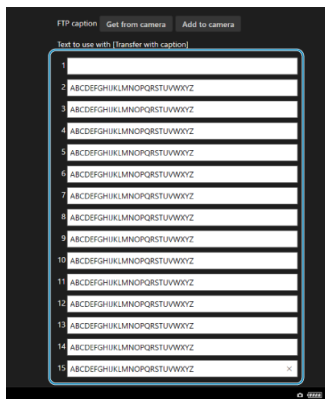 FTP caption Get from camera Add to camera
Text to use with [Transfer with caption]
1
2 ABCDEFGHIJKLMNOPQRSTUVWXYZ
3 ABCDEFGHIJKLMNOPQRSTUVWXYZ
4 ABCDEFGHIJKLMNOPQRSTUVWXYZ
5 ABCDEFGHIJKLMNOPQRSTUVWXYZ
6 ABCDEFGHIJKLMNOPQRSTUVWXYZ
7 ABCDEFGHIJKLMNOPQRSTUVWXYZ
8 ABCDEFGHIJKLMNOPQRSTUVWXYZ
9 ABCDEFGHIJKLMNOPQRSTUVWXYZ
10 ABCDEFGHIJKLMNOPQRSTUVWXYZ
11 ABCDEFGHIJKLMNOPQRSTUVWXYZ
12 ABCDEFGHIJKLMNOPQRSTUVWXYZ
13 ABCDEFGHIJKLMNOPQRSTUVWXYZ
14 ABCDEFGHIJKLMNOPQRSTUVWXYZ
15 ABCDEFGHIJKLMNOPQRSTUVWXYZ